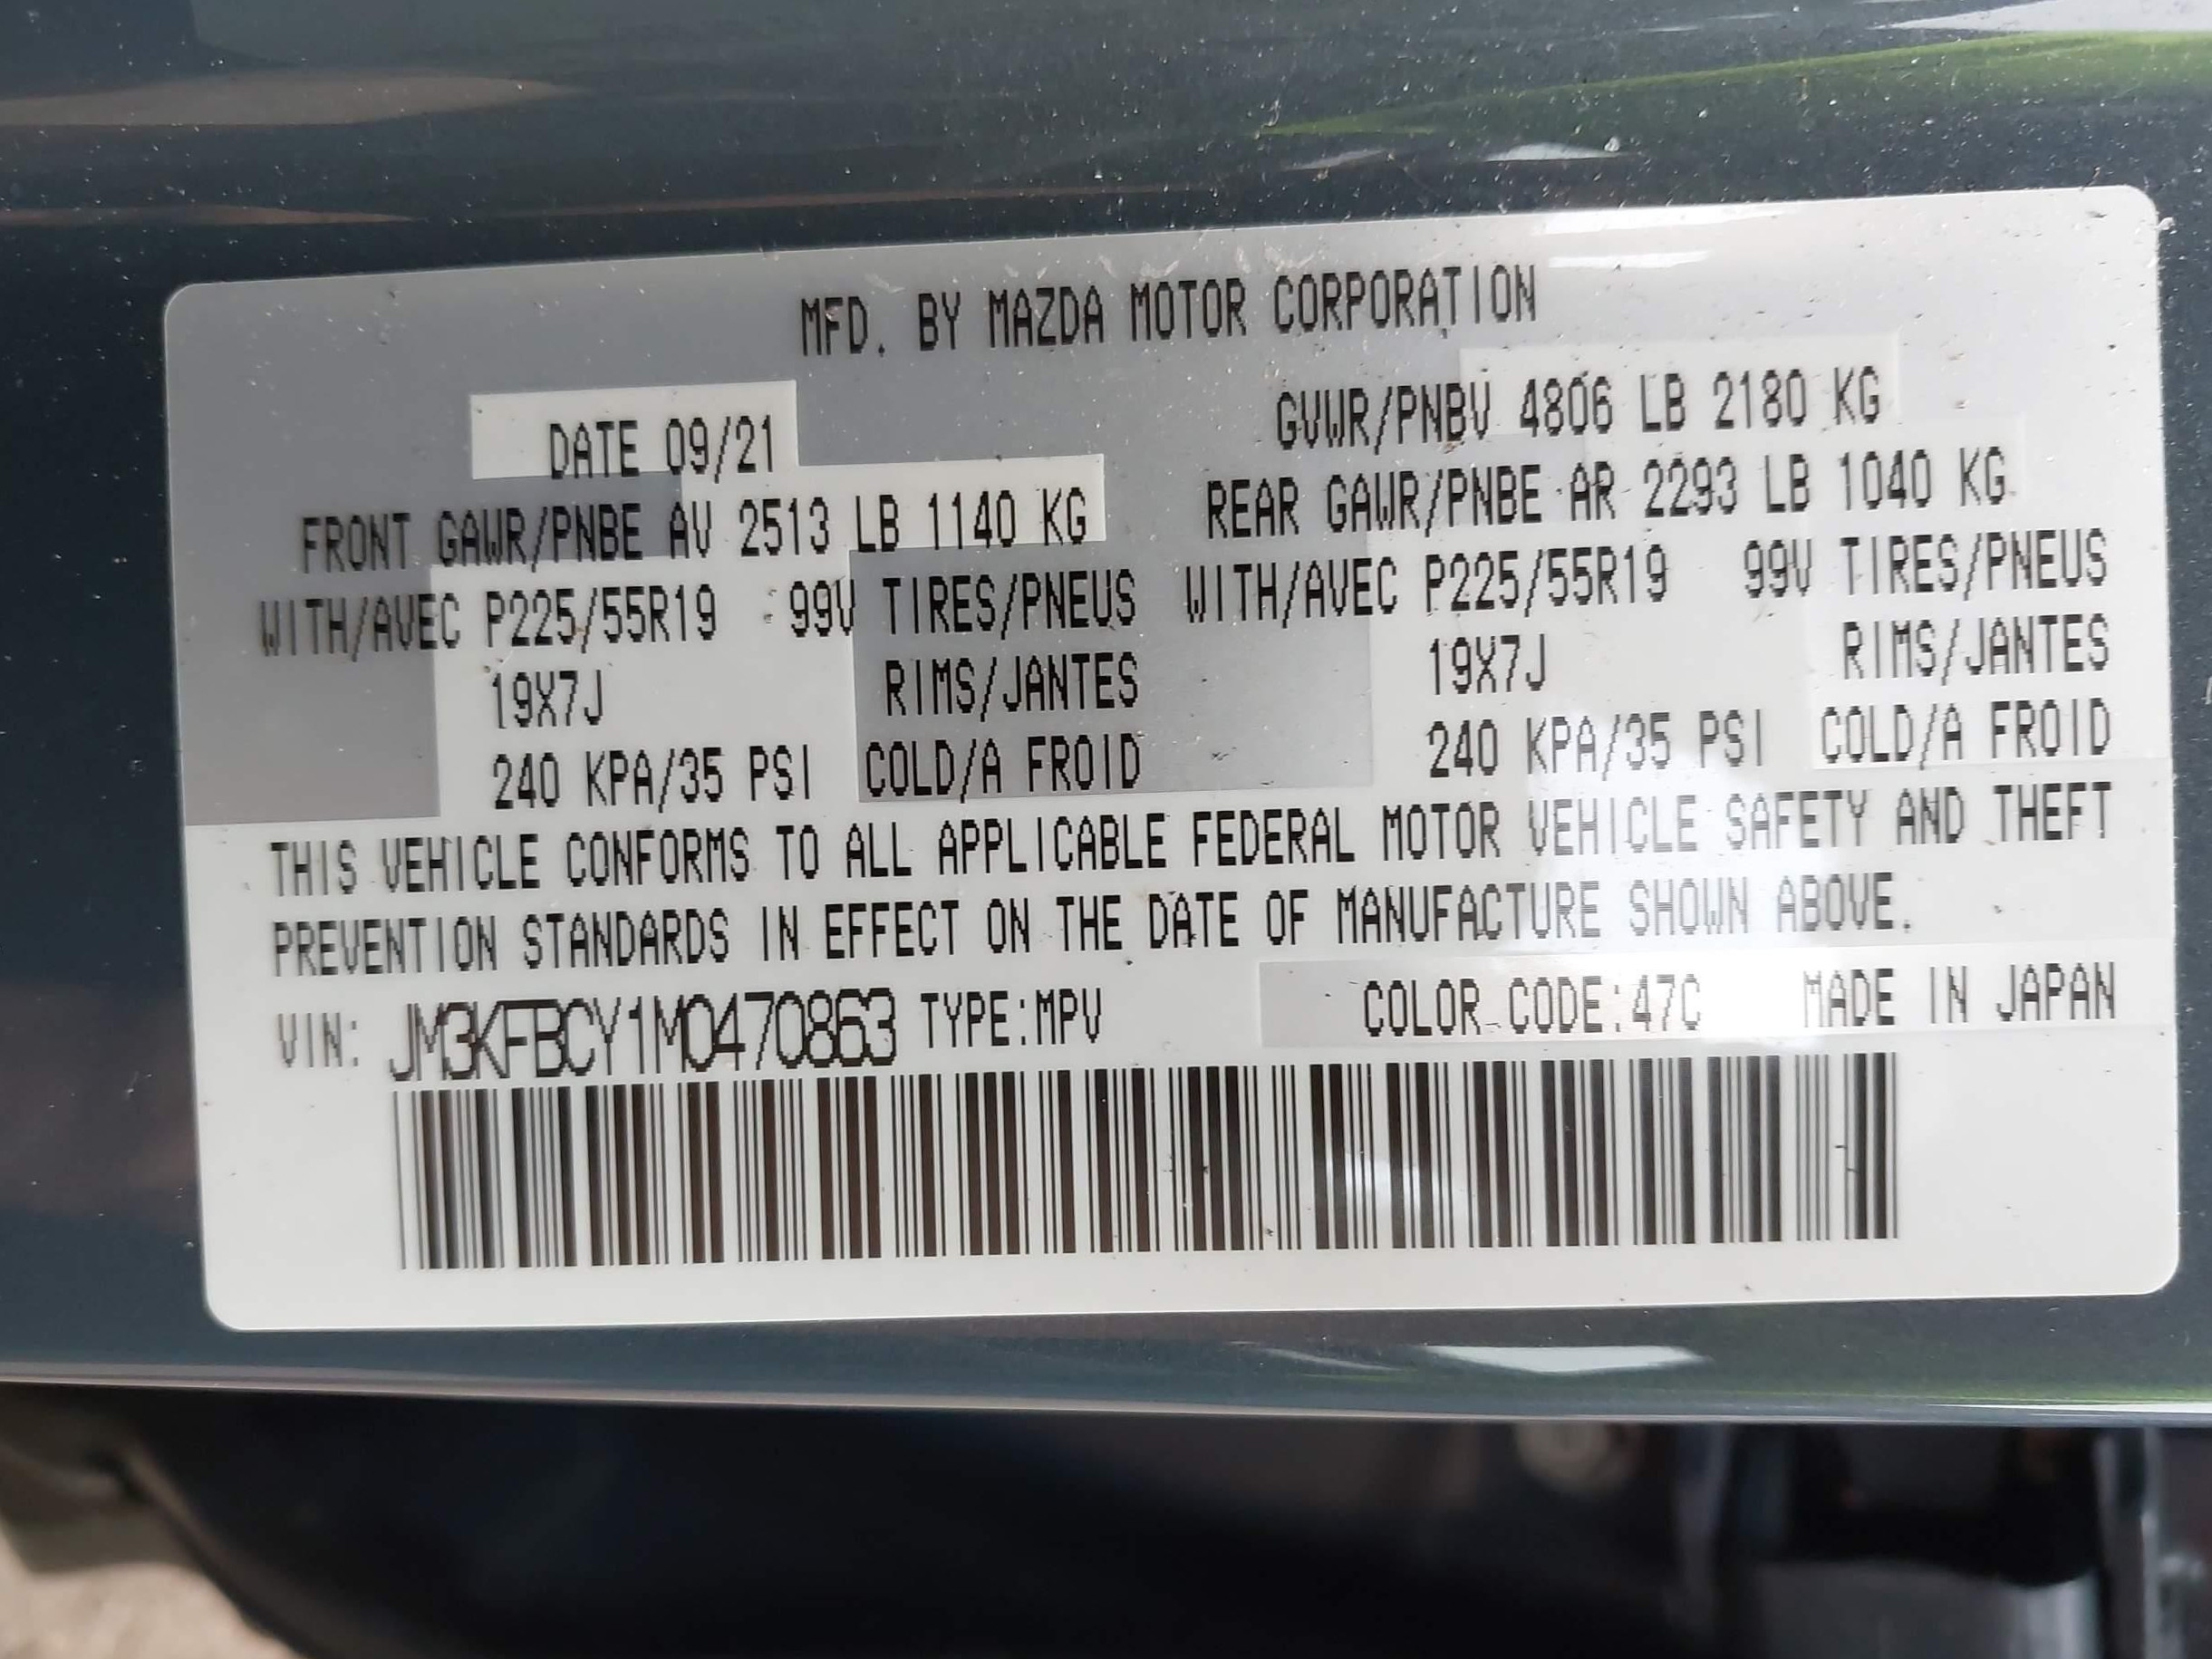 MFD. BY MAZDA MOTOR CORPORATION
DATE 09/21 GVWR/PNBV 4806 LB 2180 KG
FRONT GAWR/PNBE AV 2513 LB 1140 KG REAR GAWR/PNBE AR 2293 LB 1040 KG
WITH/AVEC P225/55R19 99V TIRES/PNEUS WITH/AVEC P225/55R19 99V TIRES/PNEUS
19X7J RIMS/JANTES 19X7J RIMS/JANTES
240 KPA/35 PSI COLD/A FROID 240 KPA/35 PSI COLD/A FROID
THIS VEHICLE CONFORMS TO ALL APPLICABLE FEDERAL MOTOR VEHICLE SAFETY AND THEFT
PREVENTION STANDARDS IN EFFECT ON THE DATE OF MANUFACTURE SHOWN ABOVE.
VIN: JM3KFBCY1M0470863 TYPE:MPV COLOR CODE:47C MADE IN JAPAN